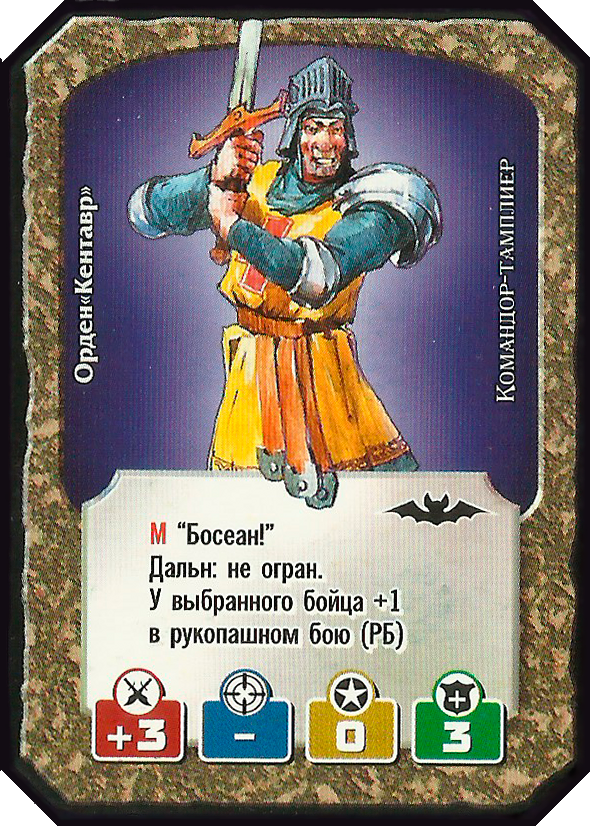 Орден «Кентавр»
Командор-тамплиер
М "Босеан!"
Дальн: не огран.
У выбранного бойца +1
в рукопашном бою (РБ)
+3 - 0 3